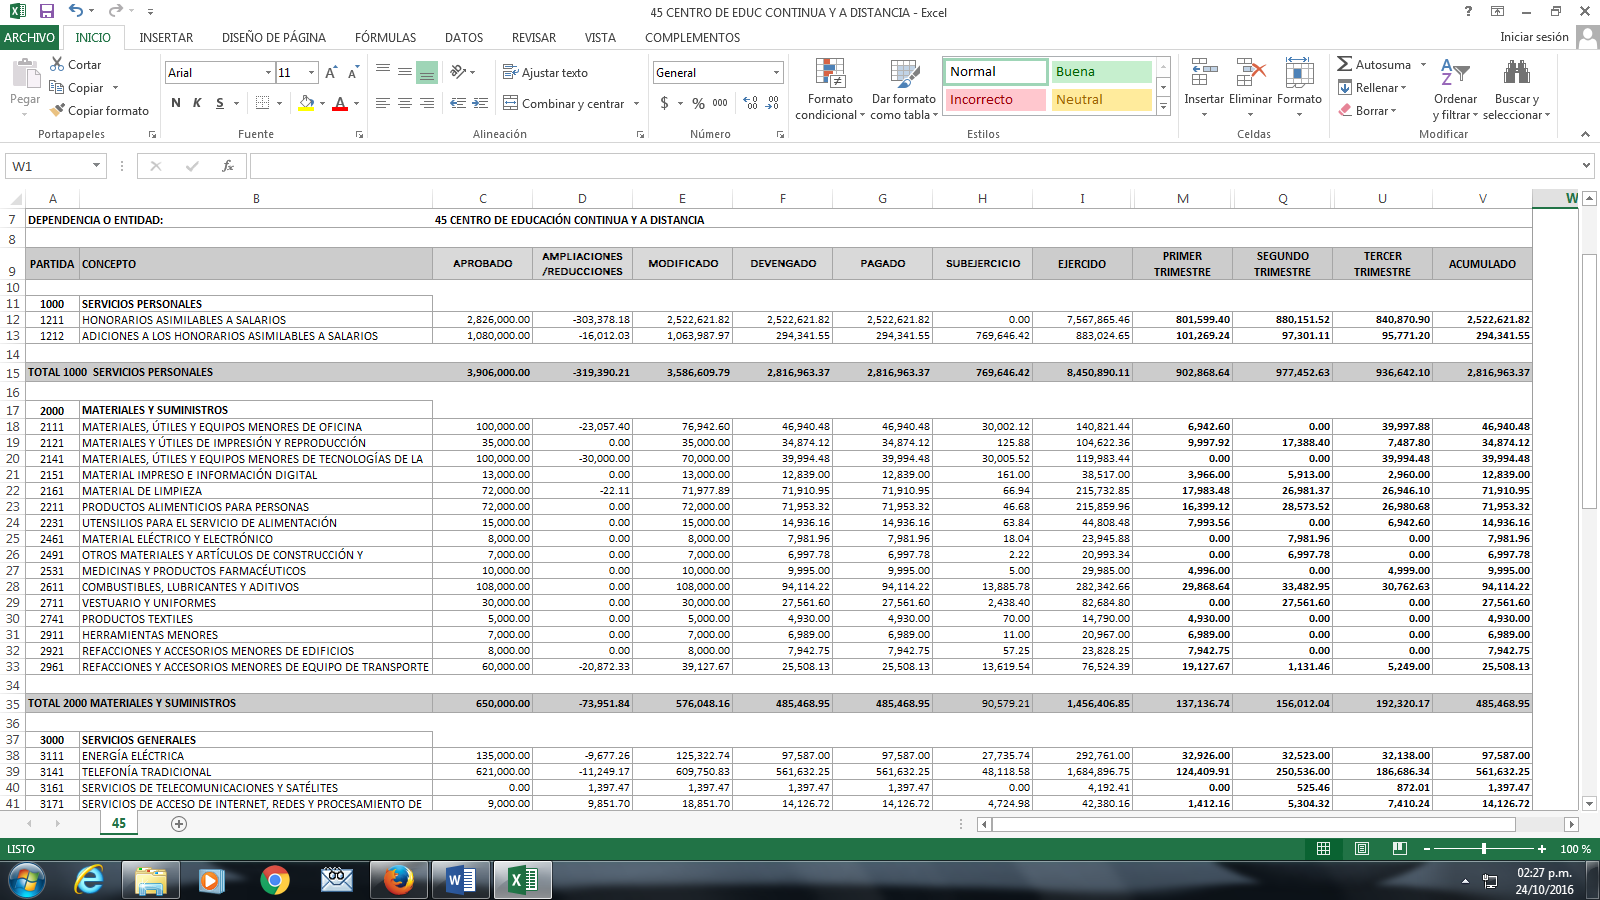 45 CENTRO DE EDUC CONTINUA Y A DISTANCIA - Excel
ARCHIVO INICIO INSERTAR DISEÑO DE PÁGINA FÓRMULAS DATOS REVISAR VISTA COMPLEMENTOS Iniciar sesión
Pegar Cortar Copiar Copiar formato Portapapeles
Arial 11 N K S A A A Fuente
Ajustar texto Combinar y centrar Alineación
General $ % 000 Número
Formato condicional Dar formato como tabla Normal Buena Incorrecto Neutral Estilos
Insertar Eliminar Formato Celdas
Autosuma Rellenar Borrar Ordenar y filtrar Buscar y seleccionar Modificar
W1 fx
A B C D E F G H I M Q U V W
7 DEPENDENCIA O ENTIDAD: 45 CENTRO DE EDUCACIÓN CONTINUA Y A DISTANCIA
8
9 PARTIDA CONCEPTO APROBADO AMPLIACIONES /REDUCCIONES MODIFICADO DEVENGADO PAGADO SUBEJERCICIO EJERCIDO PRIMER TRIMESTRE SEGUNDO TRIMESTRE TERCER TRIMESTRE ACUMULADO
10
11 1000 SERVICIOS PERSONALES
12 1211 HONORARIOS ASIMILABLES A SALARIOS 2,826,000.00 -303,378.18 2,522,621.82 2,522,621.82 2,522,621.82 0.00 7,567,865.46 801,599.40 880,151.52 840,870.90 2,522,621.82
13 1212 ADICIONES A LOS HONORARIOS ASIMILABLES A SALARIOS 1,080,000.00 -16,012.03 1,063,987.97 294,341.55 294,341.55 769,646.42 883,024.65 101,269.24 97,301.11 95,771.20 294,341.55
14
15 TOTAL 1000 SERVICIOS PERSONALES 3,906,000.00 -319,390.21 3,586,609.79 2,816,963.37 2,816,963.37 769,646.42 8,450,890.11 902,868.64 977,452.63 936,642.10 2,816,963.37
16
17 2000 MATERIALES Y SUMINISTROS
18 2111 MATERIALES, ÚTILES Y EQUIPOS MENORES DE OFICINA 100,000.00 -23,057.40 76,942.60 46,940.48 46,940.48 30,002.12 140,821.44 6,942.60 0.00 39,997.88 46,940.48
19 2121 MATERIALES Y ÚTILES DE IMPRESIÓN Y REPRODUCCIÓN 35,000.00 0.00 35,000.00 34,874.12 34,874.12 125.88 104,622.36 9,997.92 17,388.40 7,487.80 34,874.12
20 2141 MATERIALES, ÚTILES Y EQUIPOS MENORES DE TECNOLOGÍAS DE LA 100,000.00 -30,000.00 70,000.00 39,994.48 39,994.48 30,005.52 119,983.44 0.00 0.00 39,994.48 39,994.48
21 2151 MATERIAL IMPRESO E INFORMACIÓN DIGITAL 13,000.00 0.00 13,000.00 12,839.00 12,839.00 161.00 38,517.00 3,966.00 5,913.00 2,960.00 12,839.00
22 2161 MATERIAL DE LIMPIEZA 72,000.00 -22.11 71,977.89 71,910.95 71,910.95 66.94 215,732.85 17,983.48 26,981.37 26,946.10 71,910.95
23 2211 PRODUCTOS ALIMENTICIOS PARA PERSONAS 72,000.00 0.00 72,000.00 71,953.32 71,953.32 46.68 215,859.96 16,399.12 28,573.52 26,980.68 71,953.32
24 2231 UTENSILIOS PARA EL SERVICIO DE ALIMENTACIÓN 15,000.00 0.00 15,000.00 14,936.16 14,936.16 63.84 44,808.48 7,993.56 0.00 6,942.60 14,936.16
25 2461 MATERIAL ELÉCTRICO Y ELECTRÓNICO 8,000.00 0.00 8,000.00 7,981.96 7,981.96 18.04 23,945.88 0.00 7,981.96 0.00 7,981.96
26 2491 OTROS MATERIALES Y ARTÍCULOS DE CONSTRUCCIÓN Y 7,000.00 0.00 7,000.00 6,997.78 6,997.78 2.22 20,993.34 0.00 6,997.78 0.00 6,997.78
27 2531 MEDICINAS Y PRODUCTOS FARMACÉUTICOS 10,000.00 0.00 10,000.00 9,995.00 9,995.00 5.00 29,985.00 4,996.00 0.00 4,999.00 9,995.00
28 2611 COMBUSTIBLES, LUBRICANTES Y ADITIVOS 108,000.00 0.00 108,000.00 94,114.22 94,114.22 13,885.78 282,342.66 29,868.64 33,482.95 30,762.63 94,114.22
29 2711 VESTUARIO Y UNIFORMES 30,000.00 0.00 30,000.00 27,561.60 27,561.60 2,438.40 82,684.80 0.00 27,561.60 0.00 27,561.60
30 2741 PRODUCTOS TEXTILES 5,000.00 0.00 5,000.00 4,930.00 4,930.00 70.00 14,790.00 4,930.00 0.00 0.00 4,930.00
31 2911 HERRAMIENTAS MENORES 7,000.00 0.00 7,000.00 6,989.00 6,989.00 11.00 20,967.00 6,989.00 0.00 0.00 6,989.00
32 2921 REFACCIONES Y ACCESORIOS MENORES DE EDIFICIOS 8,000.00 0.00 8,000.00 7,942.75 7,942.75 57.25 23,828.25 7,942.75 0.00 0.00 7,942.75
33 2961 REFACCIONES Y ACCESORIOS MENORES DE EQUIPO DE TRANSPORTE 60,000.00 -20,872.33 39,127.67 25,508.13 25,508.13 13,619.54 76,524.39 19,127.67 1,131.46 5,249.00 25,508.13
34
35 TOTAL 2000 MATERIALES Y SUMINISTROS 650,000.00 -73,951.84 576,048.16 485,468.95 485,468.95 90,579.21 1,456,406.85 137,136.74 156,012.04 192,320.17 485,468.95
36
37 3000 SERVICIOS GENERALES
38 3111 ENERGÍA ELÉCTRICA 135,000.00 -9,677.26 125,322.74 97,587.00 97,587.00 27,735.74 292,761.00 32,926.00 32,523.00 32,138.00 97,587.00
39 3141 TELEFONÍA TRADICIONAL 621,000.00 -11,249.17 609,750.83 561,632.25 561,632.25 48,118.58 1,684,896.75 124,409.91 250,536.00 186,686.34 561,632.25
40 3161 SERVICIOS DE TELECOMUNICACIONES Y SATÉLITES 0.00 1,397.47 1,397.47 1,397.47 1,397.47 0.00 4,192.41 0.00 525.46 872.01 1,397.47
41 3171 SERVICIOS DE ACCESO DE INTERNET, REDES Y PROCESAMIENTO DE 9,000.00 9,851.70 18,851.70 14,126.72 14,126.72 4,724.98 42,380.16 1,412.16 5,304.32 7,410.24 14,126.72
45
LISTO 100 %
02:27 p.m.
24/10/2016